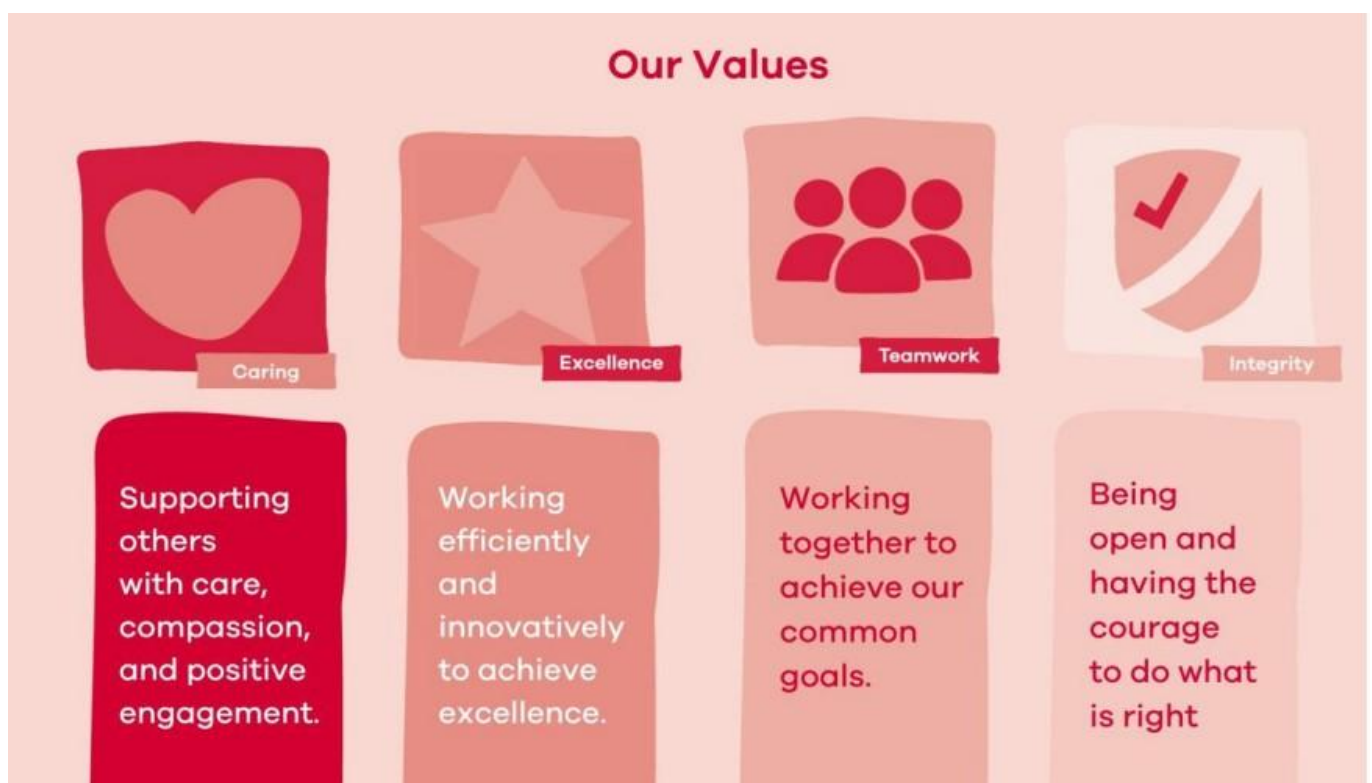 Our Values
Caring
Supporting
others
with care,
compassion,
and positive
engagement.
Excellence
Working
efficiently
and
innovatively
to achieve
excellence.
Teamwork
Working
together to
achieve our
common
goals.
Integrity
Being
open and
having the
courage
to do what
is right